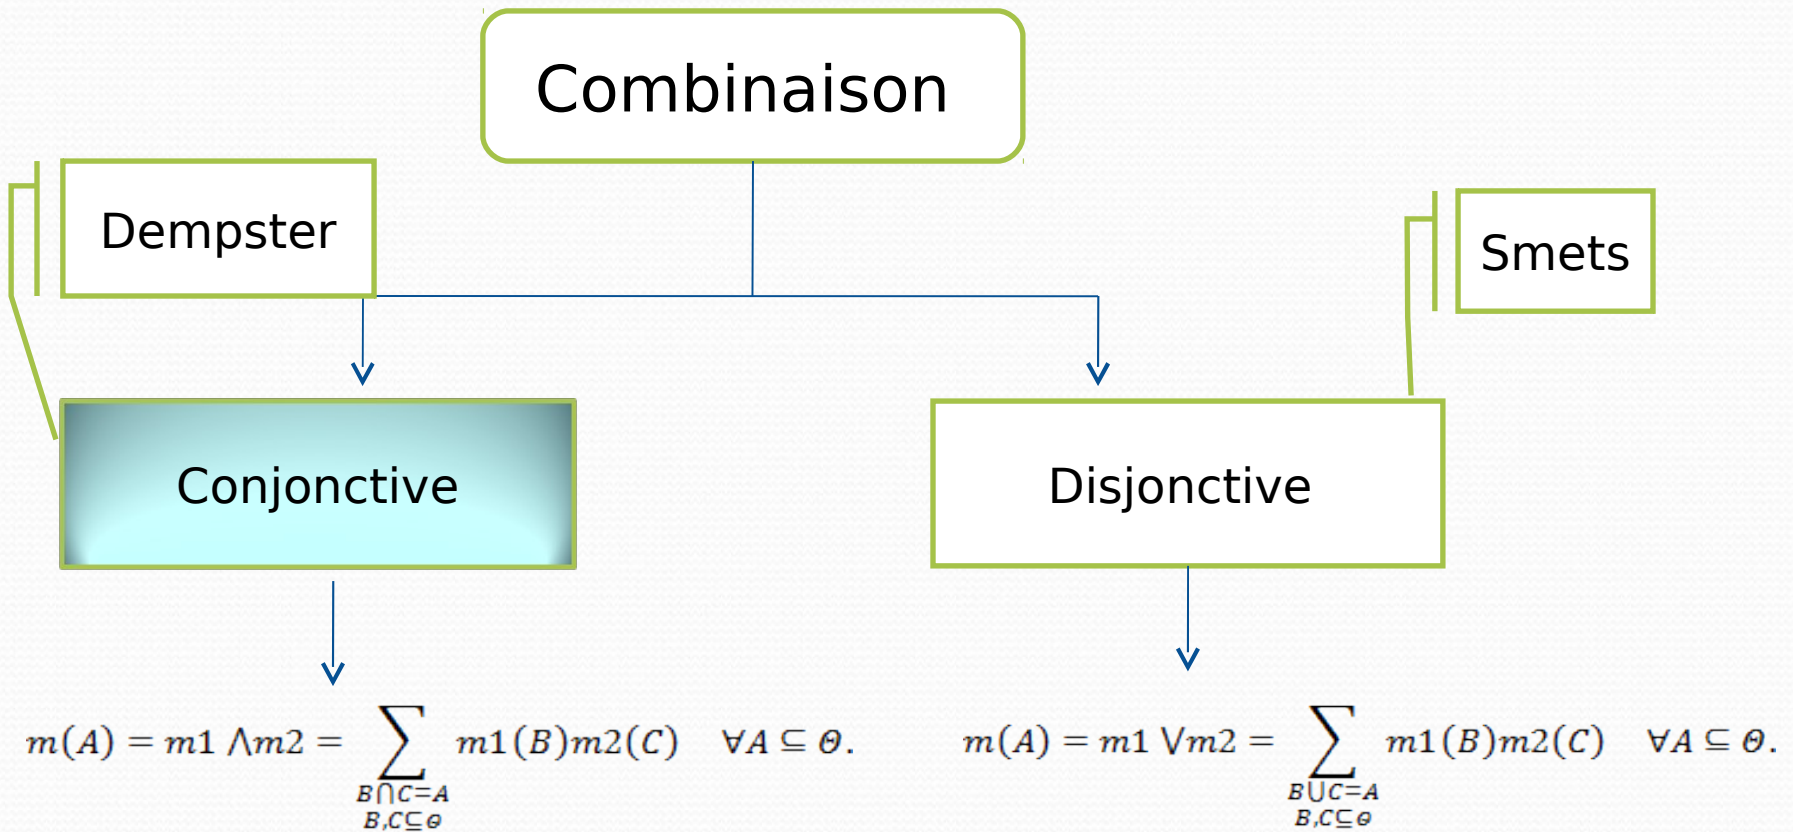 Combinaison
Dempster
Smets
Conjonctive
Disjonctive
m(A) = m1 ⋀m2 = ∑ m1(B)m2(C) ∀A ⊆ Θ.
B⋂C=A
B,C⊆Θ
m(A) = m1 ⋁m2 = ∑ m1(B)m2(C) ∀A ⊆ Θ.
B⋃C=A
B,C⊆Θ